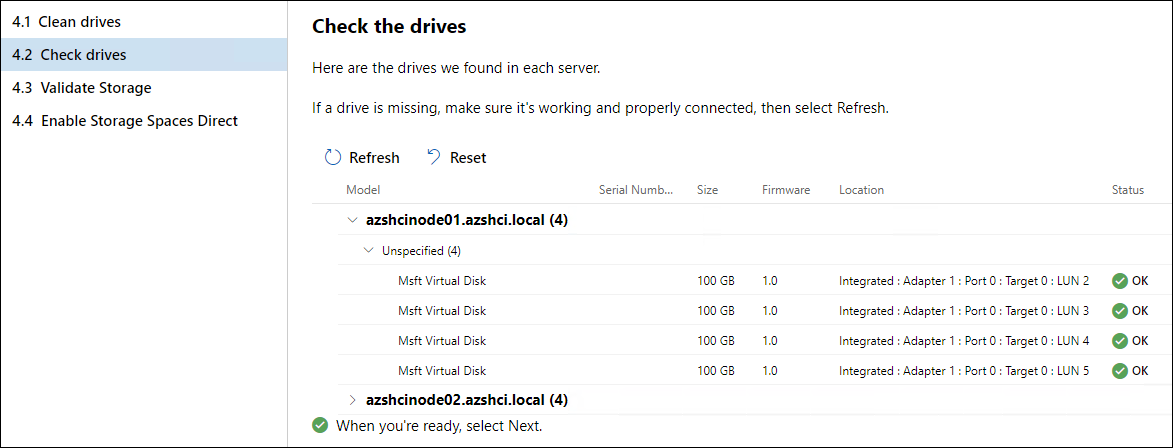 4.1 Clean drives
4.2 Check drives
4.3 Validate Storage
4.4 Enable Storage Spaces Direct
Check the drives
Here are the drives we found in each server.
If a drive is missing, make sure it's working and properly connected, then select Refresh.
Refresh Reset
Model Serial Numb... Size Firmware Location Status
azshcinode01.azshci.local (4)
Unspecified (4)
Msft Virtual Disk 100 GB 1.0 Integrated : Adapter 1 : Port 0 : Target 0 : LUN 2 OK
Msft Virtual Disk 100 GB 1.0 Integrated : Adapter 1 : Port 0 : Target 0 : LUN 3 OK
Msft Virtual Disk 100 GB 1.0 Integrated : Adapter 1 : Port 0 : Target 0 : LUN 4 OK
Msft Virtual Disk 100 GB 1.0 Integrated : Adapter 1 : Port 0 : Target 0 : LUN 5 OK
azshcinode02.azshci.local (4)
When you're ready, select Next.